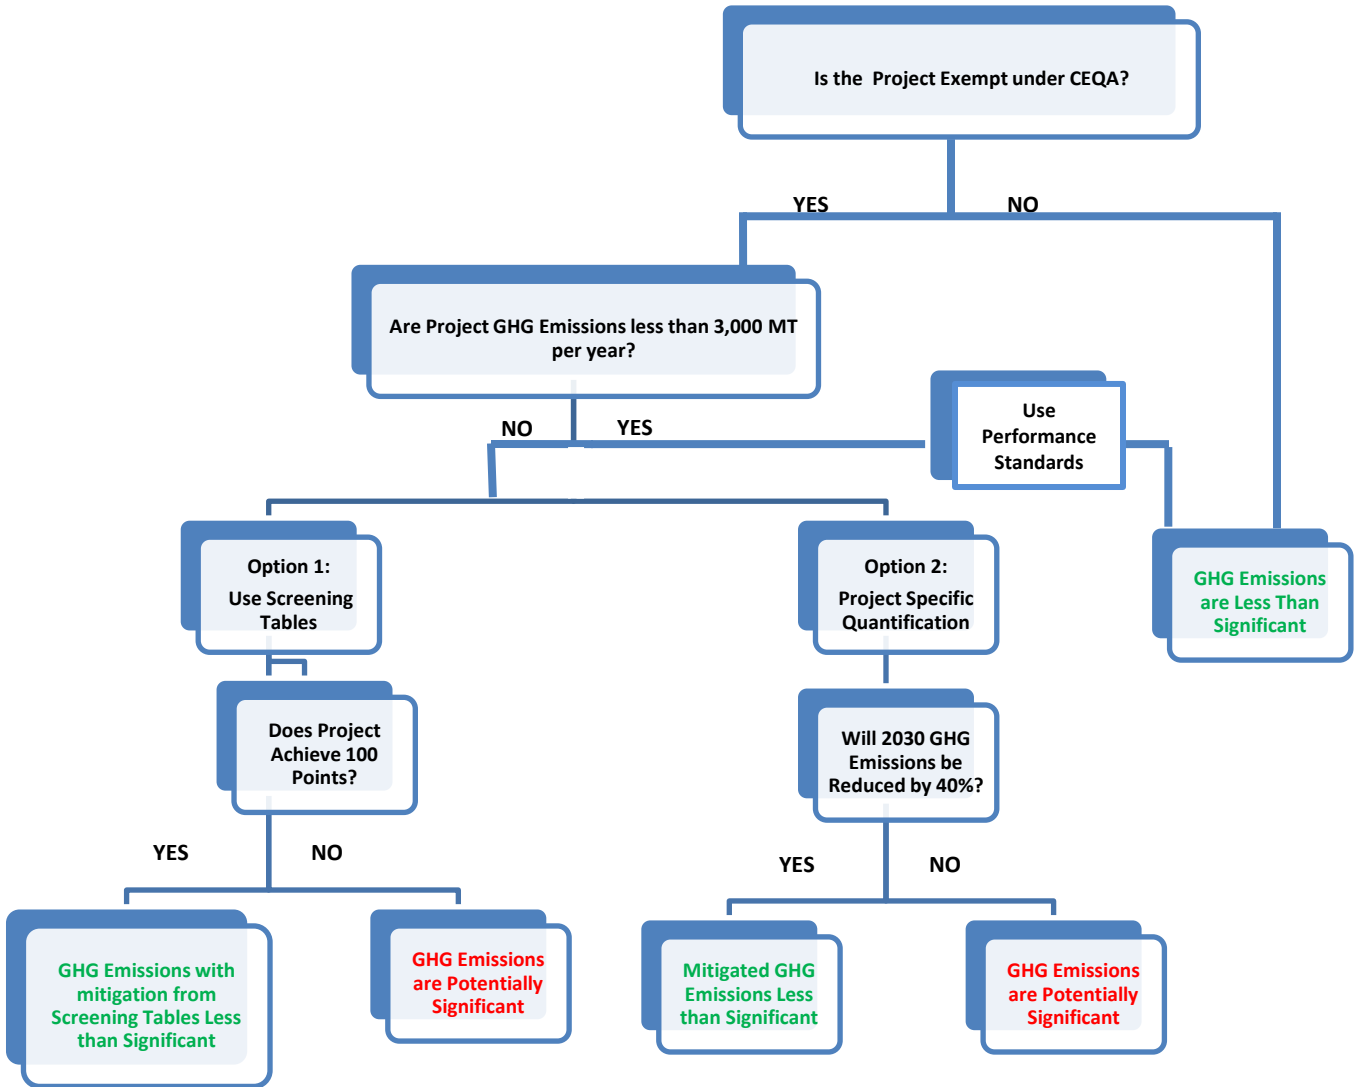 Is the Project Exempt under CEQA?
YES
NO
Are Project GHG Emissions less than 3,000 MT
per year?
NO
YES
Use
Performance
Standards
Option 1:
Use Screening
Tables
Option 2:
Project Specific
Quantification
GHG Emissions
are Less Than
Significant
Does Project
Achieve 100
Points?
Will 2030 GHG
Emissions be
Reduced by 40%?
YES
NO
YES
NO
GHG Emissions with
mitigation from
Screening Tables Less
than Significant
GHG Emissions
are Potentially
Significant
Mitigated GHG
Emissions Less
than Significant
GHG Emissions
are Potentially
Significant